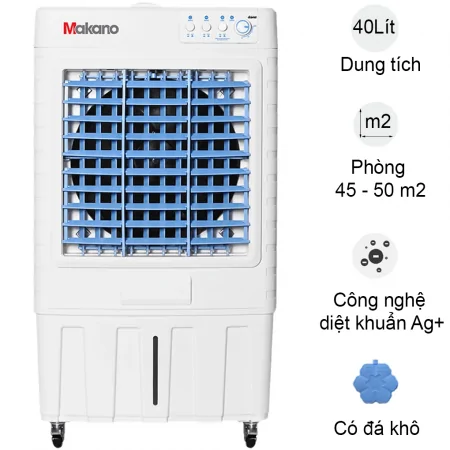 Makano
40Lít
Dung tích
m2
Phòng
45 - 50 m2
Công nghệ
diệt khuẩn Ag+
Có đá khô